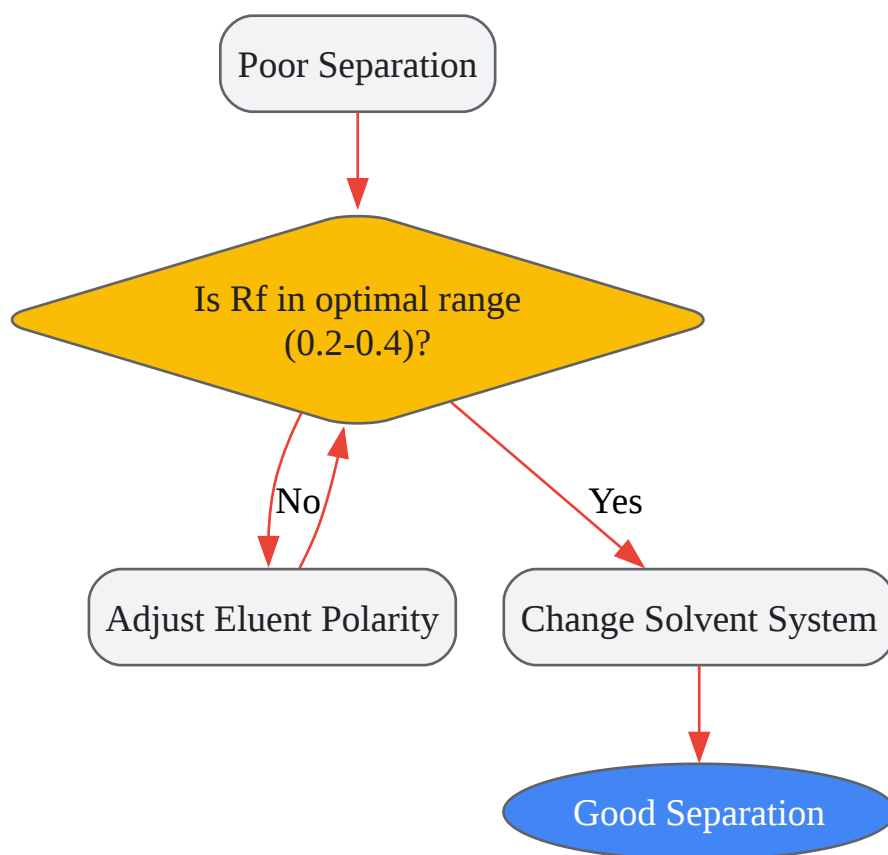 Poor Separation
Is Rf in optimal range
(0.2-0.4)?
No
Yes
Adjust Eluent Polarity
Change Solvent System
Good Separation